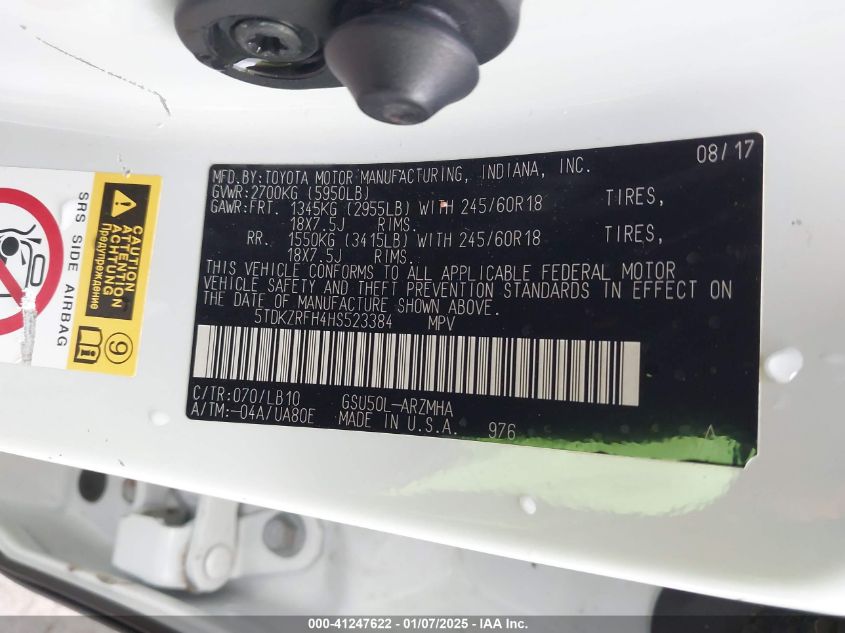 08/17
MFD.BY:TOYOTA MOTOR MANUFACTURING, INDIANA, INC.
GVWR:2700KG (5950LB)
GAWR:FRT. 1345KG (2955LB) WITH 245/60R18 TIRES,
18X7.5J RIMS.
RR. 1550KG (3415LB) WITH 245/60R18 TIRES,
18X7.5J RIMS.
THIS VEHICLE CONFORMS TO ALL APPLICABLE FEDERAL MOTOR
VEHICLE SAFETY AND THEFT PREVENTION STANDARDS IN EFFECT ON
THE DATE OF MANUFACTURE SHOWN ABOVE.
5TDKZRFH4HS523384 MPV
C/TR:070/LB10 GSU50L-ARZMHA
A/TM:-04A/UA80E MADE IN U.S.A. 976
SRS SIDE AIRBAG
CAUTION
ATTENTION
ACHTUNG
Предупреждение
9
000-41247622 - 01/07/2025 - IAA Inc.